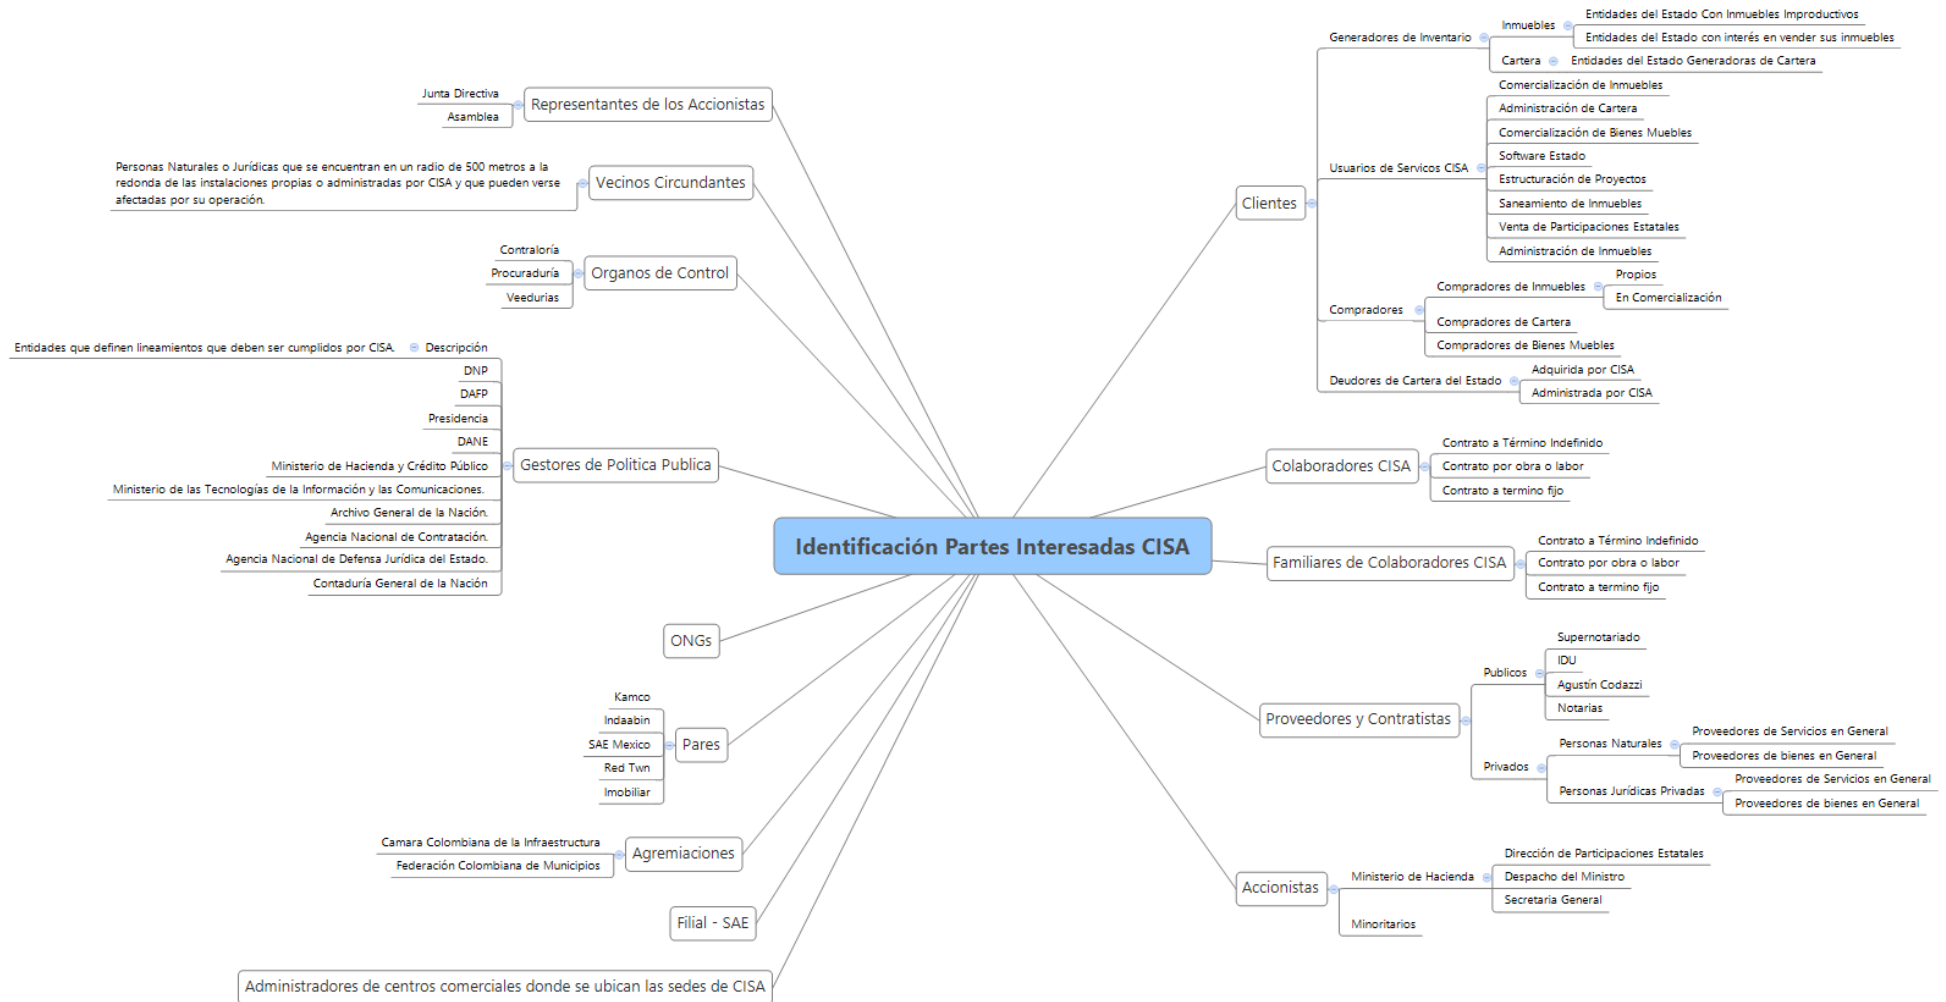 Identificación Partes Interesadas CISA
Representantes de los Accionistas
Junta Directiva
Asamblea
Vecinos Circundantes
Personas Naturales o Jurídicas que se encuentran en un radio de 500 metros a la
redonda de las instalaciones propias o administradas por CISA y que pueden verse
afectadas por su operación.
Organos de Control
Contraloría
Procuraduría
Veedurias
Gestores de Politica Publica
Descripción
Entidades que definen lineamientos que deben ser cumplidos por CISA.
DNP
DAFP
Presidencia
DANE
Ministerio de Hacienda y Crédito Público
Ministerio de las Tecnologías de la Información y las Comunicaciones.
Archivo General de la Nación.
Agencia Nacional de Contratación.
Agencia Nacional de Defensa Jurídica del Estado.
Contaduría General de la Nación
ONGs
Pares
Kamco
Indaabin
SAE Mexico
Red Twn
Imobiliar
Agremiaciones
Camara Colombiana de la Infraestructura
Federación Colombiana de Municipios
Filial - SAE
Administradores de centros comerciales donde se ubican las sedes de CISA
Clientes
Generadores de Inventario
Inmuebles
Entidades del Estado Con Inmuebles Improductivos
Entidades del Estado con interés en vender sus inmuebles
Cartera
Entidades del Estado Generadoras de Cartera
Usuarios de Servicos CISA
Comercialización de Inmuebles
Administración de Cartera
Comercialización de Bienes Muebles
Software Estado
Estructuración de Proyectos
Saneamiento de Inmuebles
Venta de Participaciones Estatales
Administración de Inmuebles
Compradores
Compradores de Inmuebles
Propios
En Comercialización
Compradores de Cartera
Compradores de Bienes Muebles
Deudores de Cartera del Estado
Adquirida por CISA
Administrada por CISA
Colaboradores CISA
Contrato a Término Indefinido
Contrato por obra o labor
Contrato a termino fijo
Familiares de Colaboradores CISA
Contrato a Término Indefinido
Contrato por obra o labor
Contrato a termino fijo
Proveedores y Contratistas
Publicos
Supernotariado
IDU
Agustín Codazzi
Notarias
Privados
Personas Naturales
Proveedores de Servicios en General
Proveedores de bienes en General
Personas Jurídicas Privadas
Proveedores de Servicios en General
Proveedores de bienes en General
Accionistas
Ministerio de Hacienda
Dirección de Participaciones Estatales
Despacho del Ministro
Secretaria General
Minoritarios